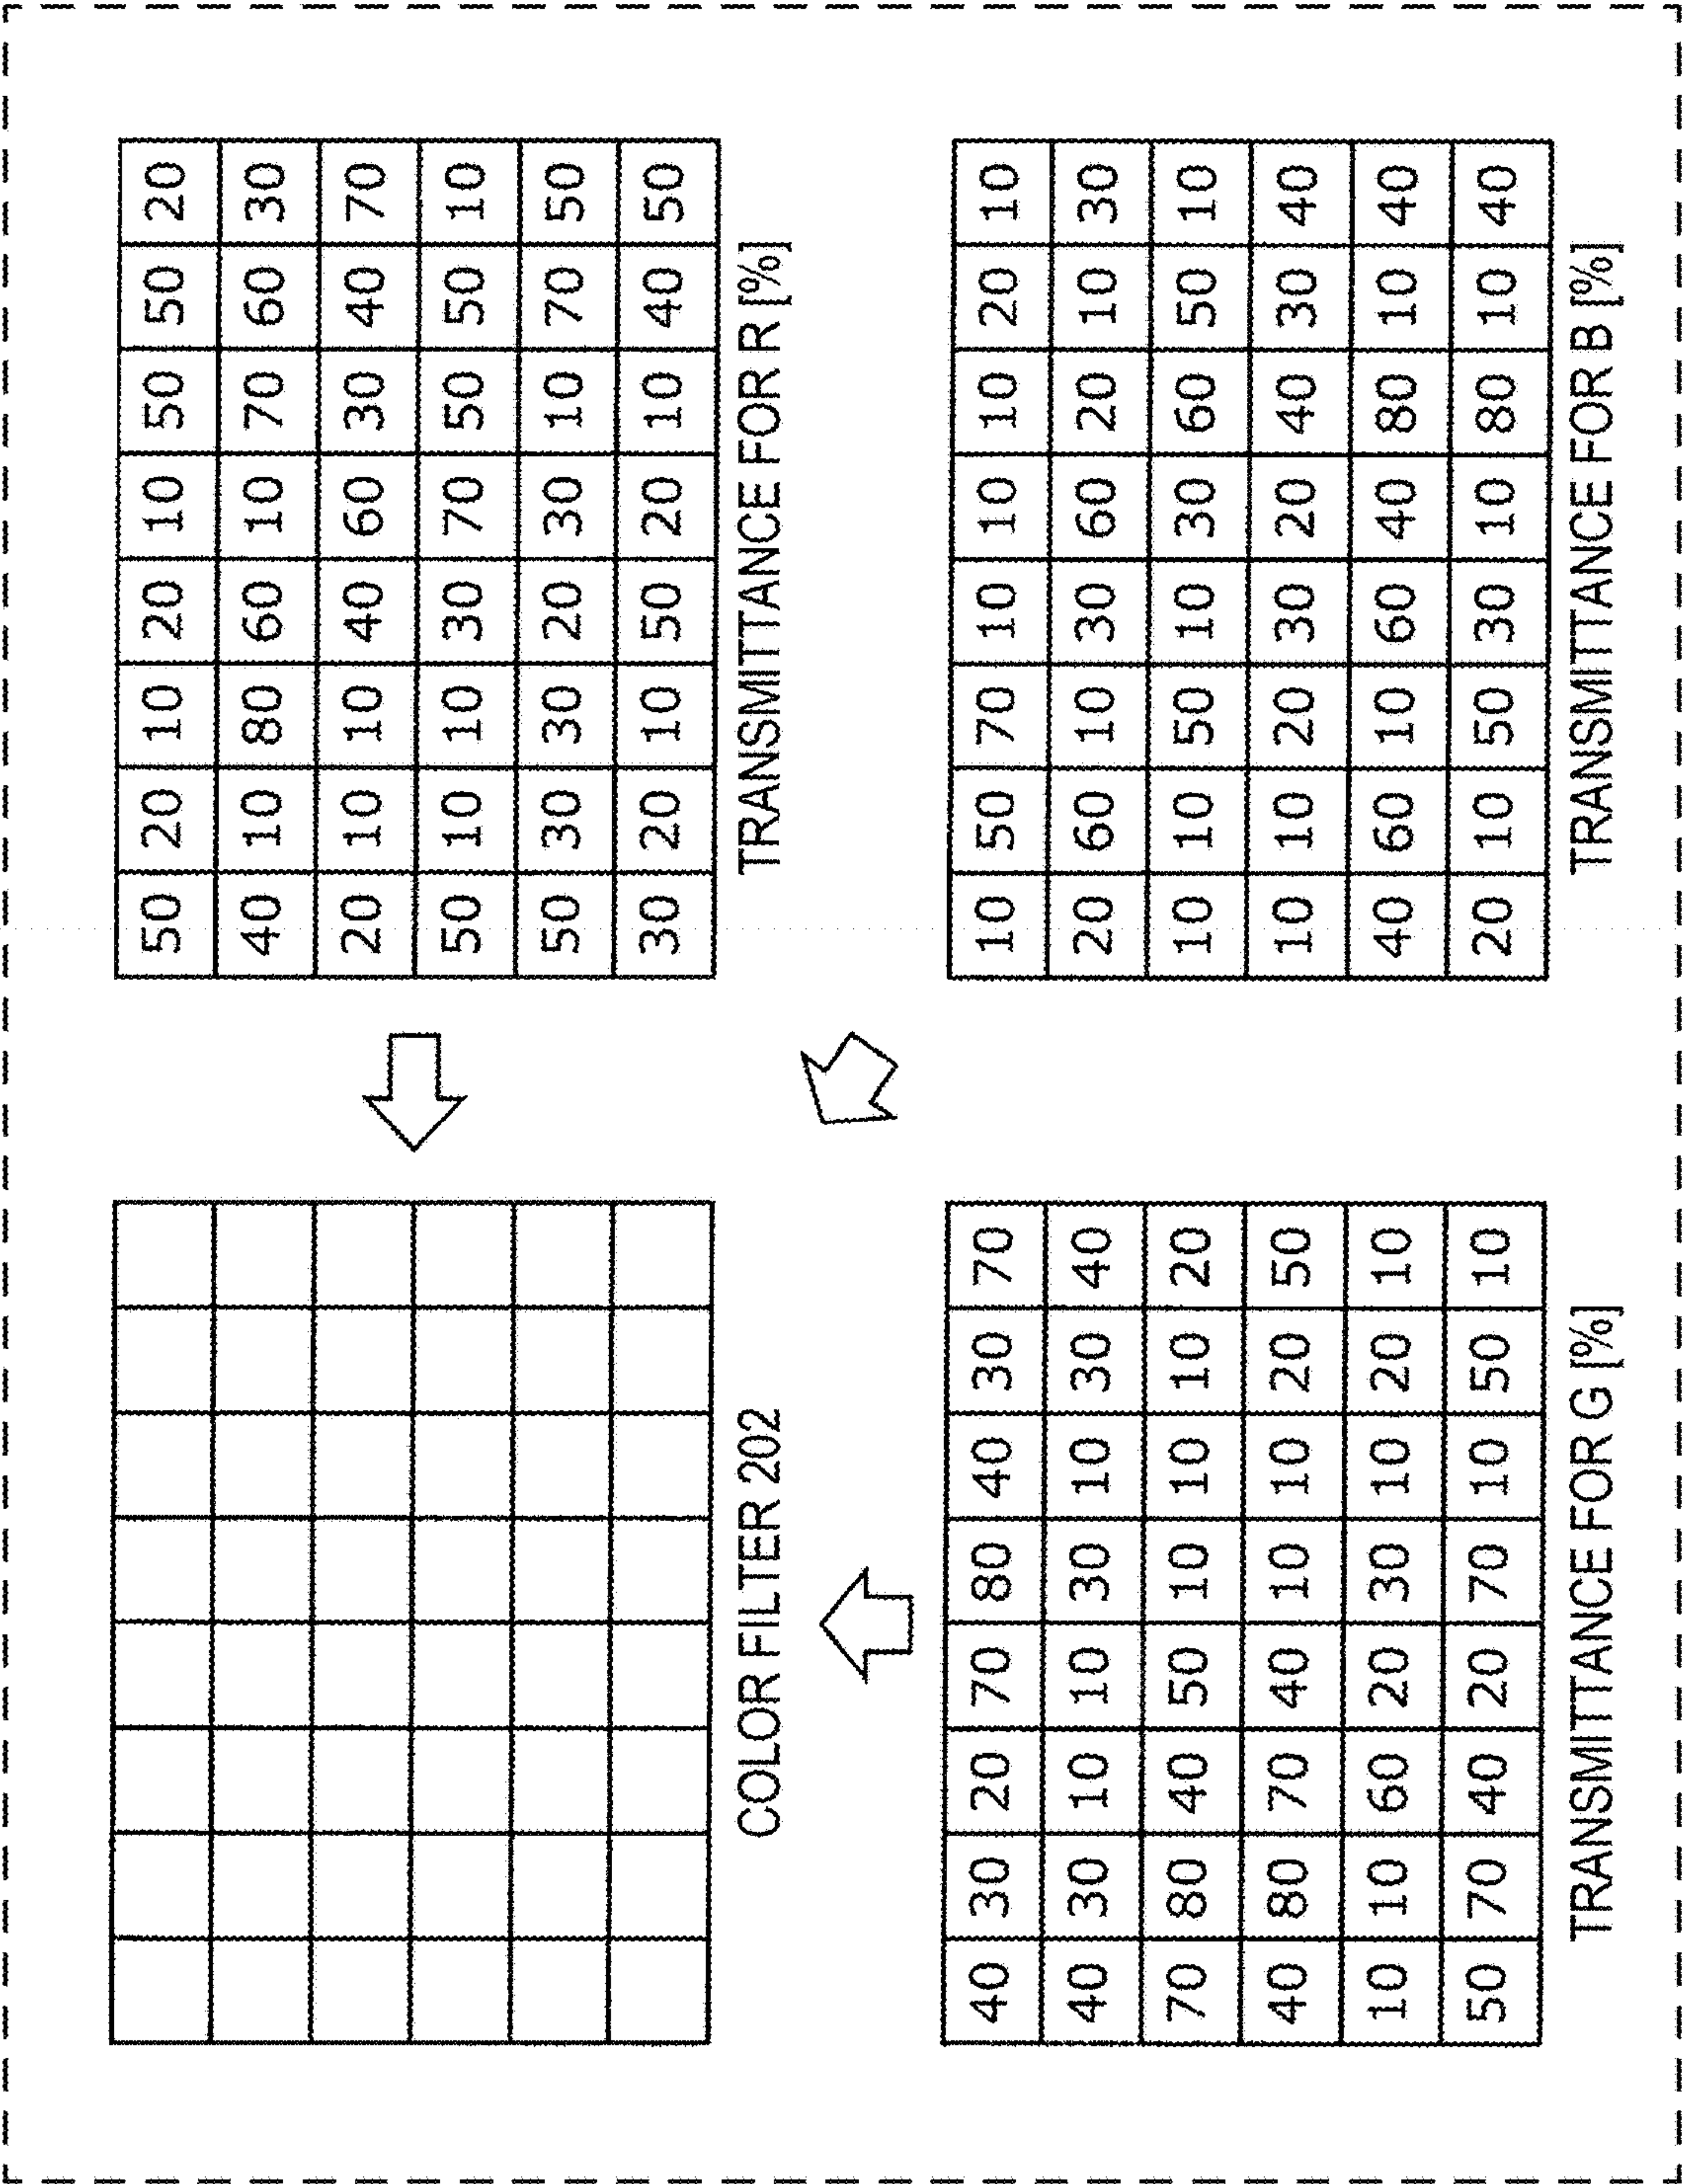 COLOR FILTER 202
50 20 10 20 10 50 50 20
40 10 80 60 10 70 60 30
20 10 10 40 60 30 40 70
50 10 10 30 70 50 50 10
50 30 30 20 30 10 70 50
30 20 10 50 20 10 40 50
TRANSMITTANCE FOR R [%]
40 30 20 70 80 40 30 70
40 30 10 10 30 10 30 40
70 80 40 50 10 10 10 20
40 80 70 40 10 10 20 50
10 10 60 20 30 10 20 10
50 70 40 20 70 10 50 10
TRANSMITTANCE FOR G [%]
10 50 70 10 10 10 20 10
20 60 10 30 60 20 10 30
10 10 50 10 30 60 50 10
10 10 20 30 20 40 30 40
40 60 10 60 40 80 10 40
20 10 50 30 10 80 10 40
TRANSMITTANCE FOR B [%]